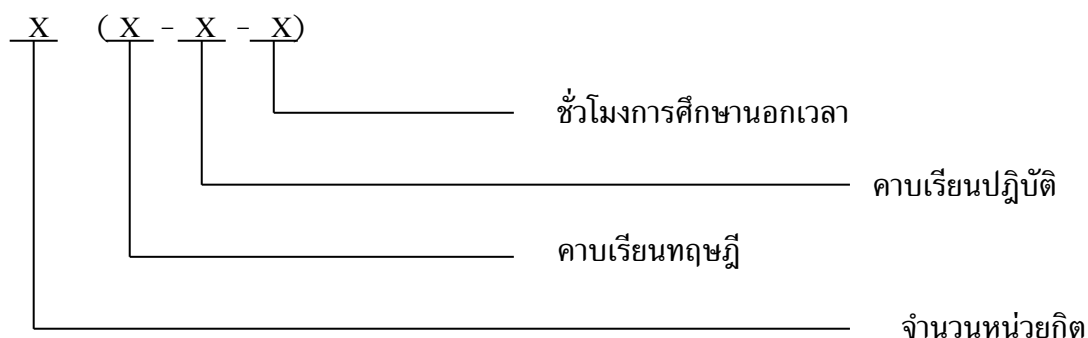 X (X - X - X)
ชั่วโมงการศึกษานอกเวลา
คาบเรียนปฎิบัติ
คาบเรียนทฤษฎี
จำนวนหน่วยกิต